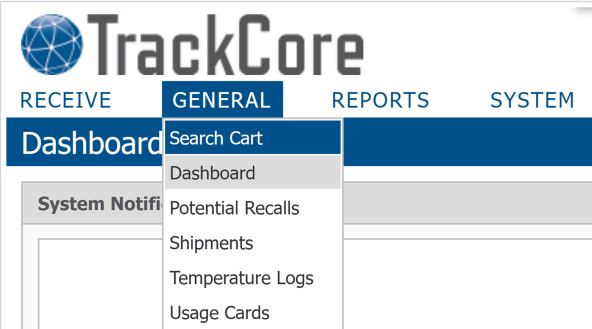 TrackCore
RECEIVE GENERAL REPORTS SYSTEM
Dashboard
Search Cart
Dashboard
System Notifi
Potential Recalls
Shipments
Temperature Logs
Usage Cards